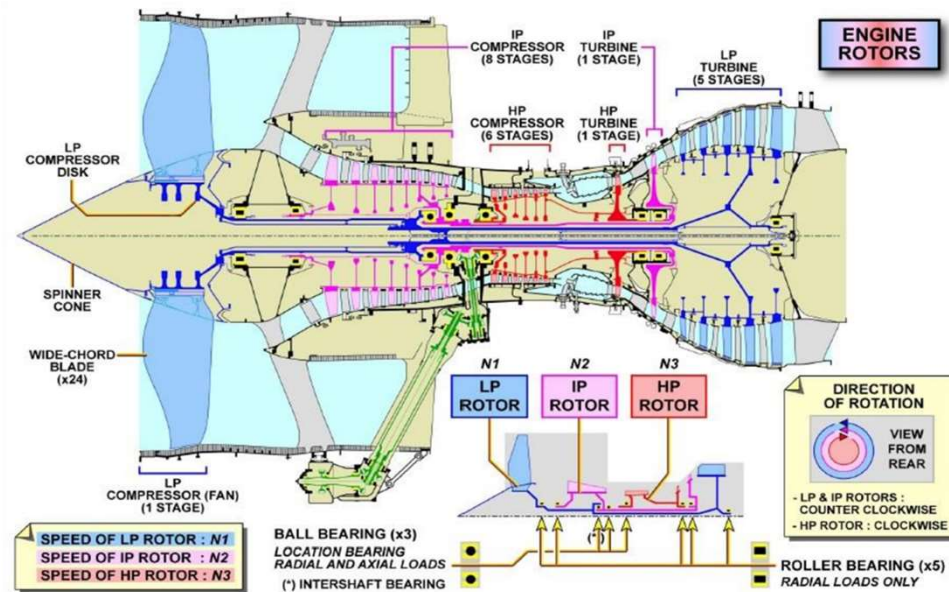 ENGINE
ROTORS
IP
COMPRESSOR
(8 STAGES)
IP
TURBINE
(1 STAGE)
LP
TURBINE
(5 STAGES)
HP
COMPRESSOR
(6 STAGES)
HP
TURBINE
(1 STAGE)
LP
COMPRESSOR
DISK
SPINNER
CONE
WIDE-CHORD
BLADE
(x24)
LP
COMPRESSOR (FAN)
(1 STAGE)
N1
LP
ROTOR
N2
IP
ROTOR
N3
HP
ROTOR
DIRECTION
OF ROTATION
VIEW
FROM
REAR
- LP & IP ROTORS :
COUNTER CLOCKWISE
- HP ROTOR : CLOCKWISE
SPEED OF LP ROTOR : N1
SPEED OF IP ROTOR : N2
SPEED OF HP ROTOR : N3
BALL BEARING (x3)
LOCATION BEARING
RADIAL AND AXIAL LOADS
(*) INTERSHAFT BEARING
(*)
ROLLER BEARING (x5)
RADIAL LOADS ONLY